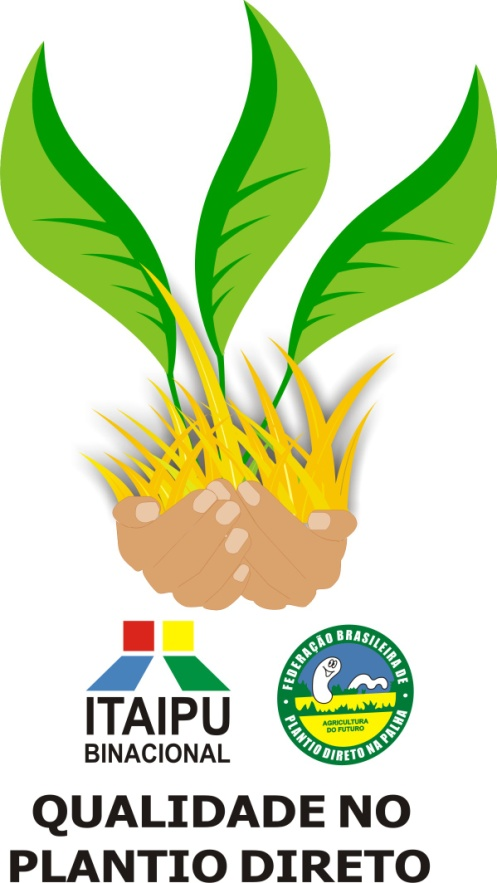 ITAIPU
BINACIONAL
FEDERAÇÃO BRASILEIRA DE
PLANTIO DIRETO NA PALHA
AGRICULTURA
DO FUTURO
QUALIDADE NO
PLANTIO DIRETO